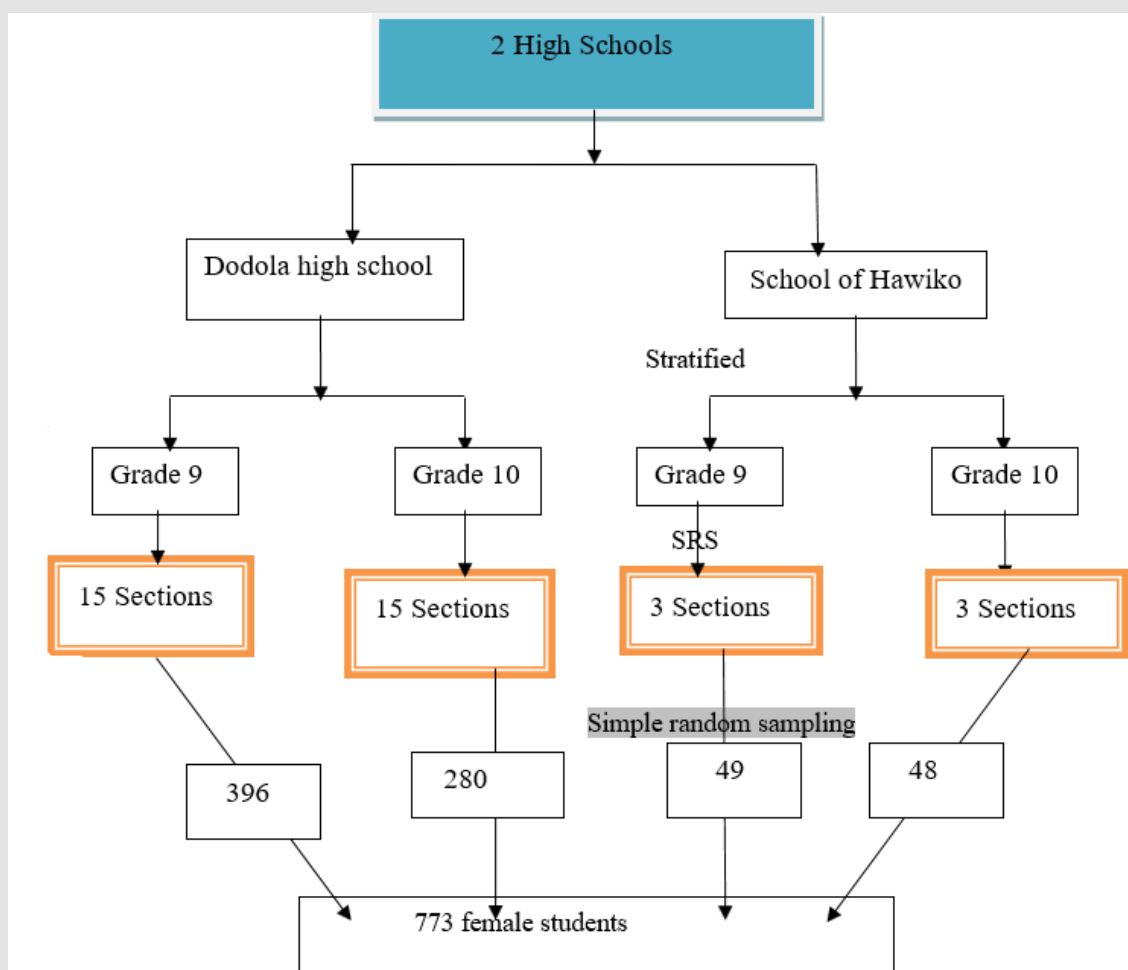 2 High Schools
Dodola high school
School of Hawiko
Stratified
Grade 9
Grade 10
Grade 9
Grade 10
SRS
15 Sections
15 Sections
3 Sections
3 Sections
Simple random sampling
396
280
49
48
773 female students